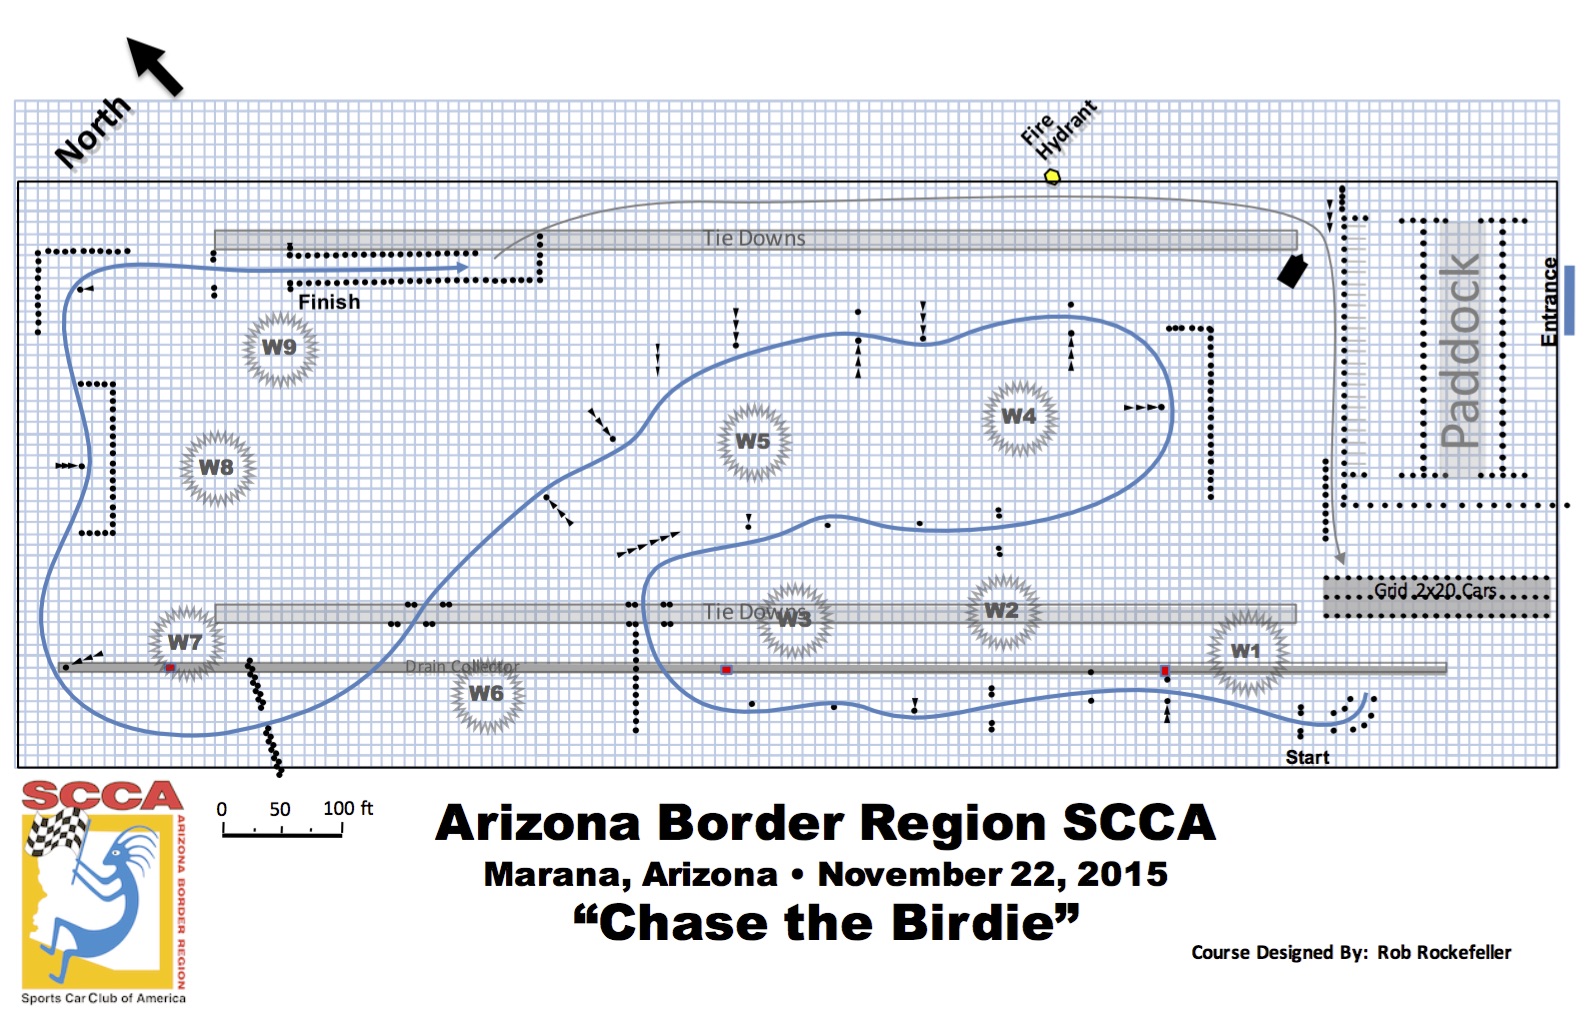 North
Fire
Hydrant
Tie Downs
Finish
Entrance
Paddock
W9
W5
W4
W8
Grid 2x20 Cars
Tie Downs
W3
W2
W7
W1
Drain Collector
W6
Start
SCCA
ARIZONA BORDER REGION
Sports Car Club of America
0 50 100 ft
Arizona Border Region SCCA
Marana, Arizona • November 22, 2015
“Chase the Birdie”
Course Designed By: Rob Rockefeller